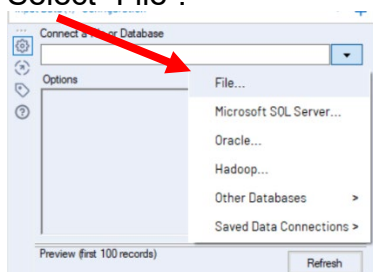 Select "File".
Connect a File or Database
Options
File...
Microsoft SQL Server...
Oracle...
Hadoop...
Other Databases >
Saved Data Connections >
Preview (first 100 records)
Refresh